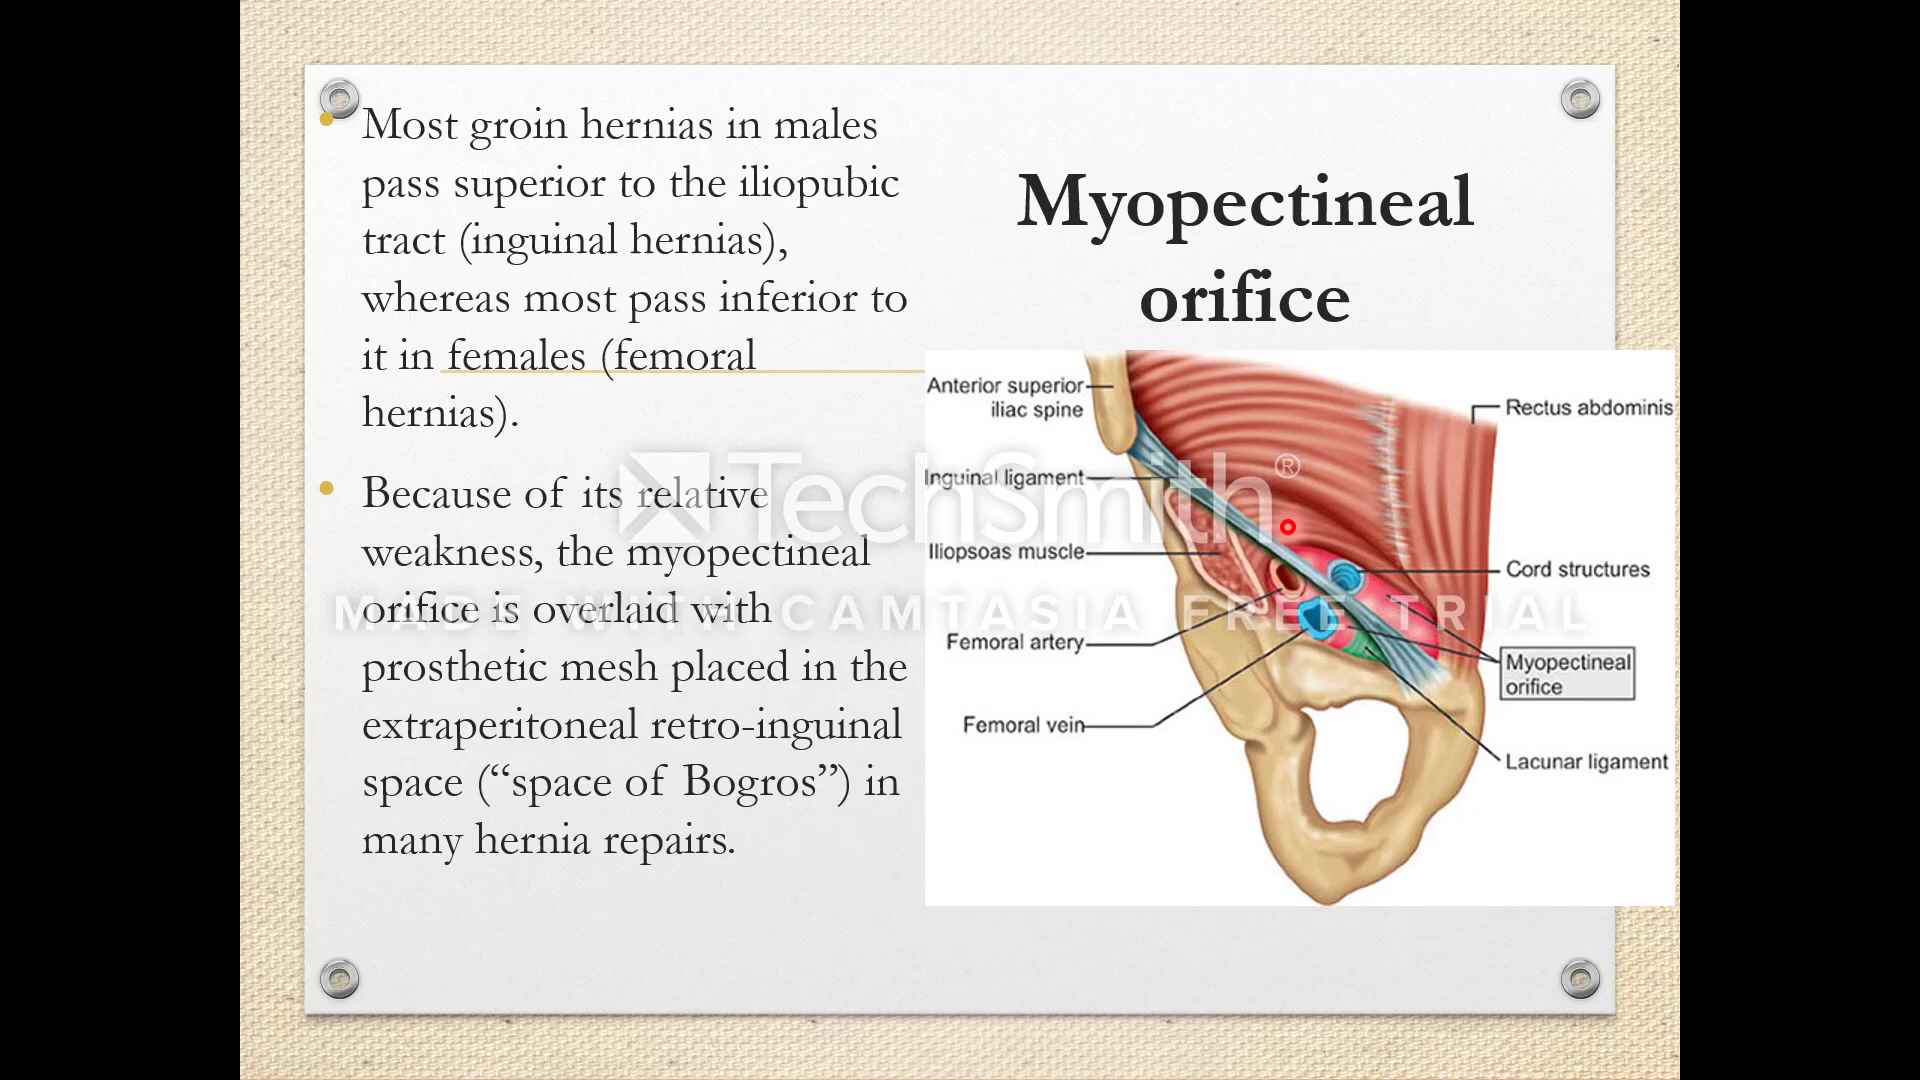 Most groin hernias in males
pass superior to the iliopubic
tract (inguinal hernias),
whereas most pass inferior to
it in females (femoral
hernias).
Because of its relative
weakness, the myopectineal
orifice is overlaid with
prosthetic mesh placed in the
extraperitoneal retro-inguinal
space (“space of Bogros”) in
many hernia repairs.
Myopectineal
orifice
Anterior superior
iliac spine
Inguinal ligament
Iliopsoas muscle
Femoral artery
Femoral vein
Rectus abdominis
Cord structures
Myopectineal
orifice
Lacunar ligament
TechSmith®
MADE WITH CAMTASIA FREE TRIAL